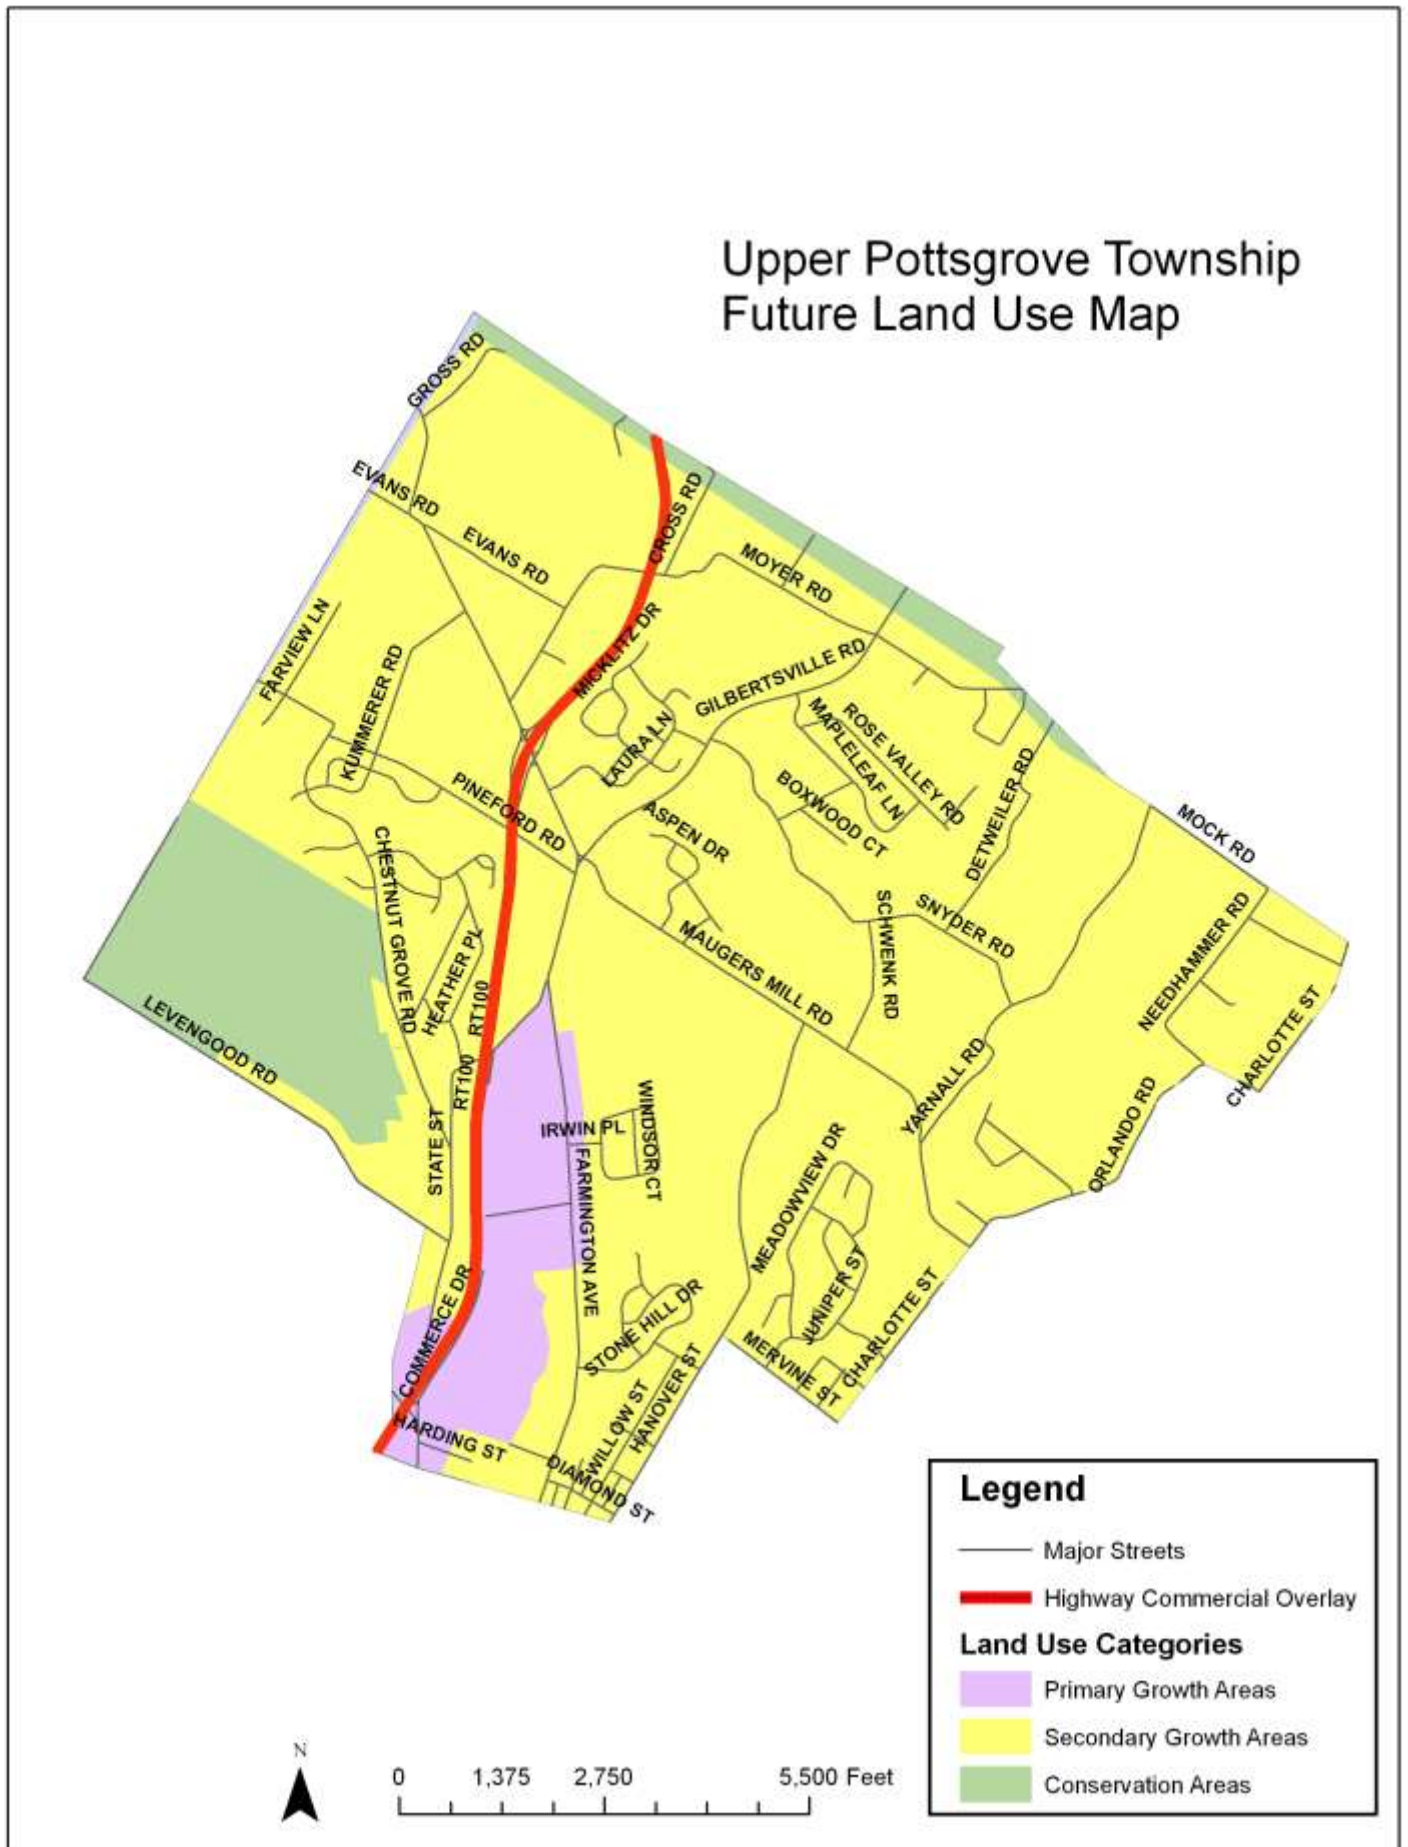 Upper Pottsgrove Township
Future Land Use Map
GROSS RD
EVANS RD
EVANS RD
CROSS RD
MOYER RD
FARVIEW LN
KUMMERER RD
MICKLITZ DR
GILBERTSVILLE RD
LAURA LN
MAPLELEAF LN
ROSE VALLEY RD
PINEFORD RD
BOXWOOD CT
ASPEN DR
DETWEILER RD
MOCK RD
CHESTNUT GROVE RD
HEATHER PL
MAUGERS MILL RD
SCHWENK RD
SNYDER RD
NEEDHAMMER RD
CHARLOTTE ST
LEVENGOOD RD
RT100
RT100
STATE ST
IRWIN PL
WINDSOR CT
FARMINGTON AVE
YARNALL RD
ORLANDO RD
MEADOWVIEW DR
JUNIPER ST
CHARLOTTE ST
MERVINE ST
COMMERCE DR
STONE HILL DR
HARDING ST
WILLOW ST
HANOVER ST
DIAMOND ST
Legend
Major Streets
Highway Commercial Overlay
Land Use Categories
Primary Growth Areas
Secondary Growth Areas
Conservation Areas
N
0 1,375 2,750 5,500 Feet